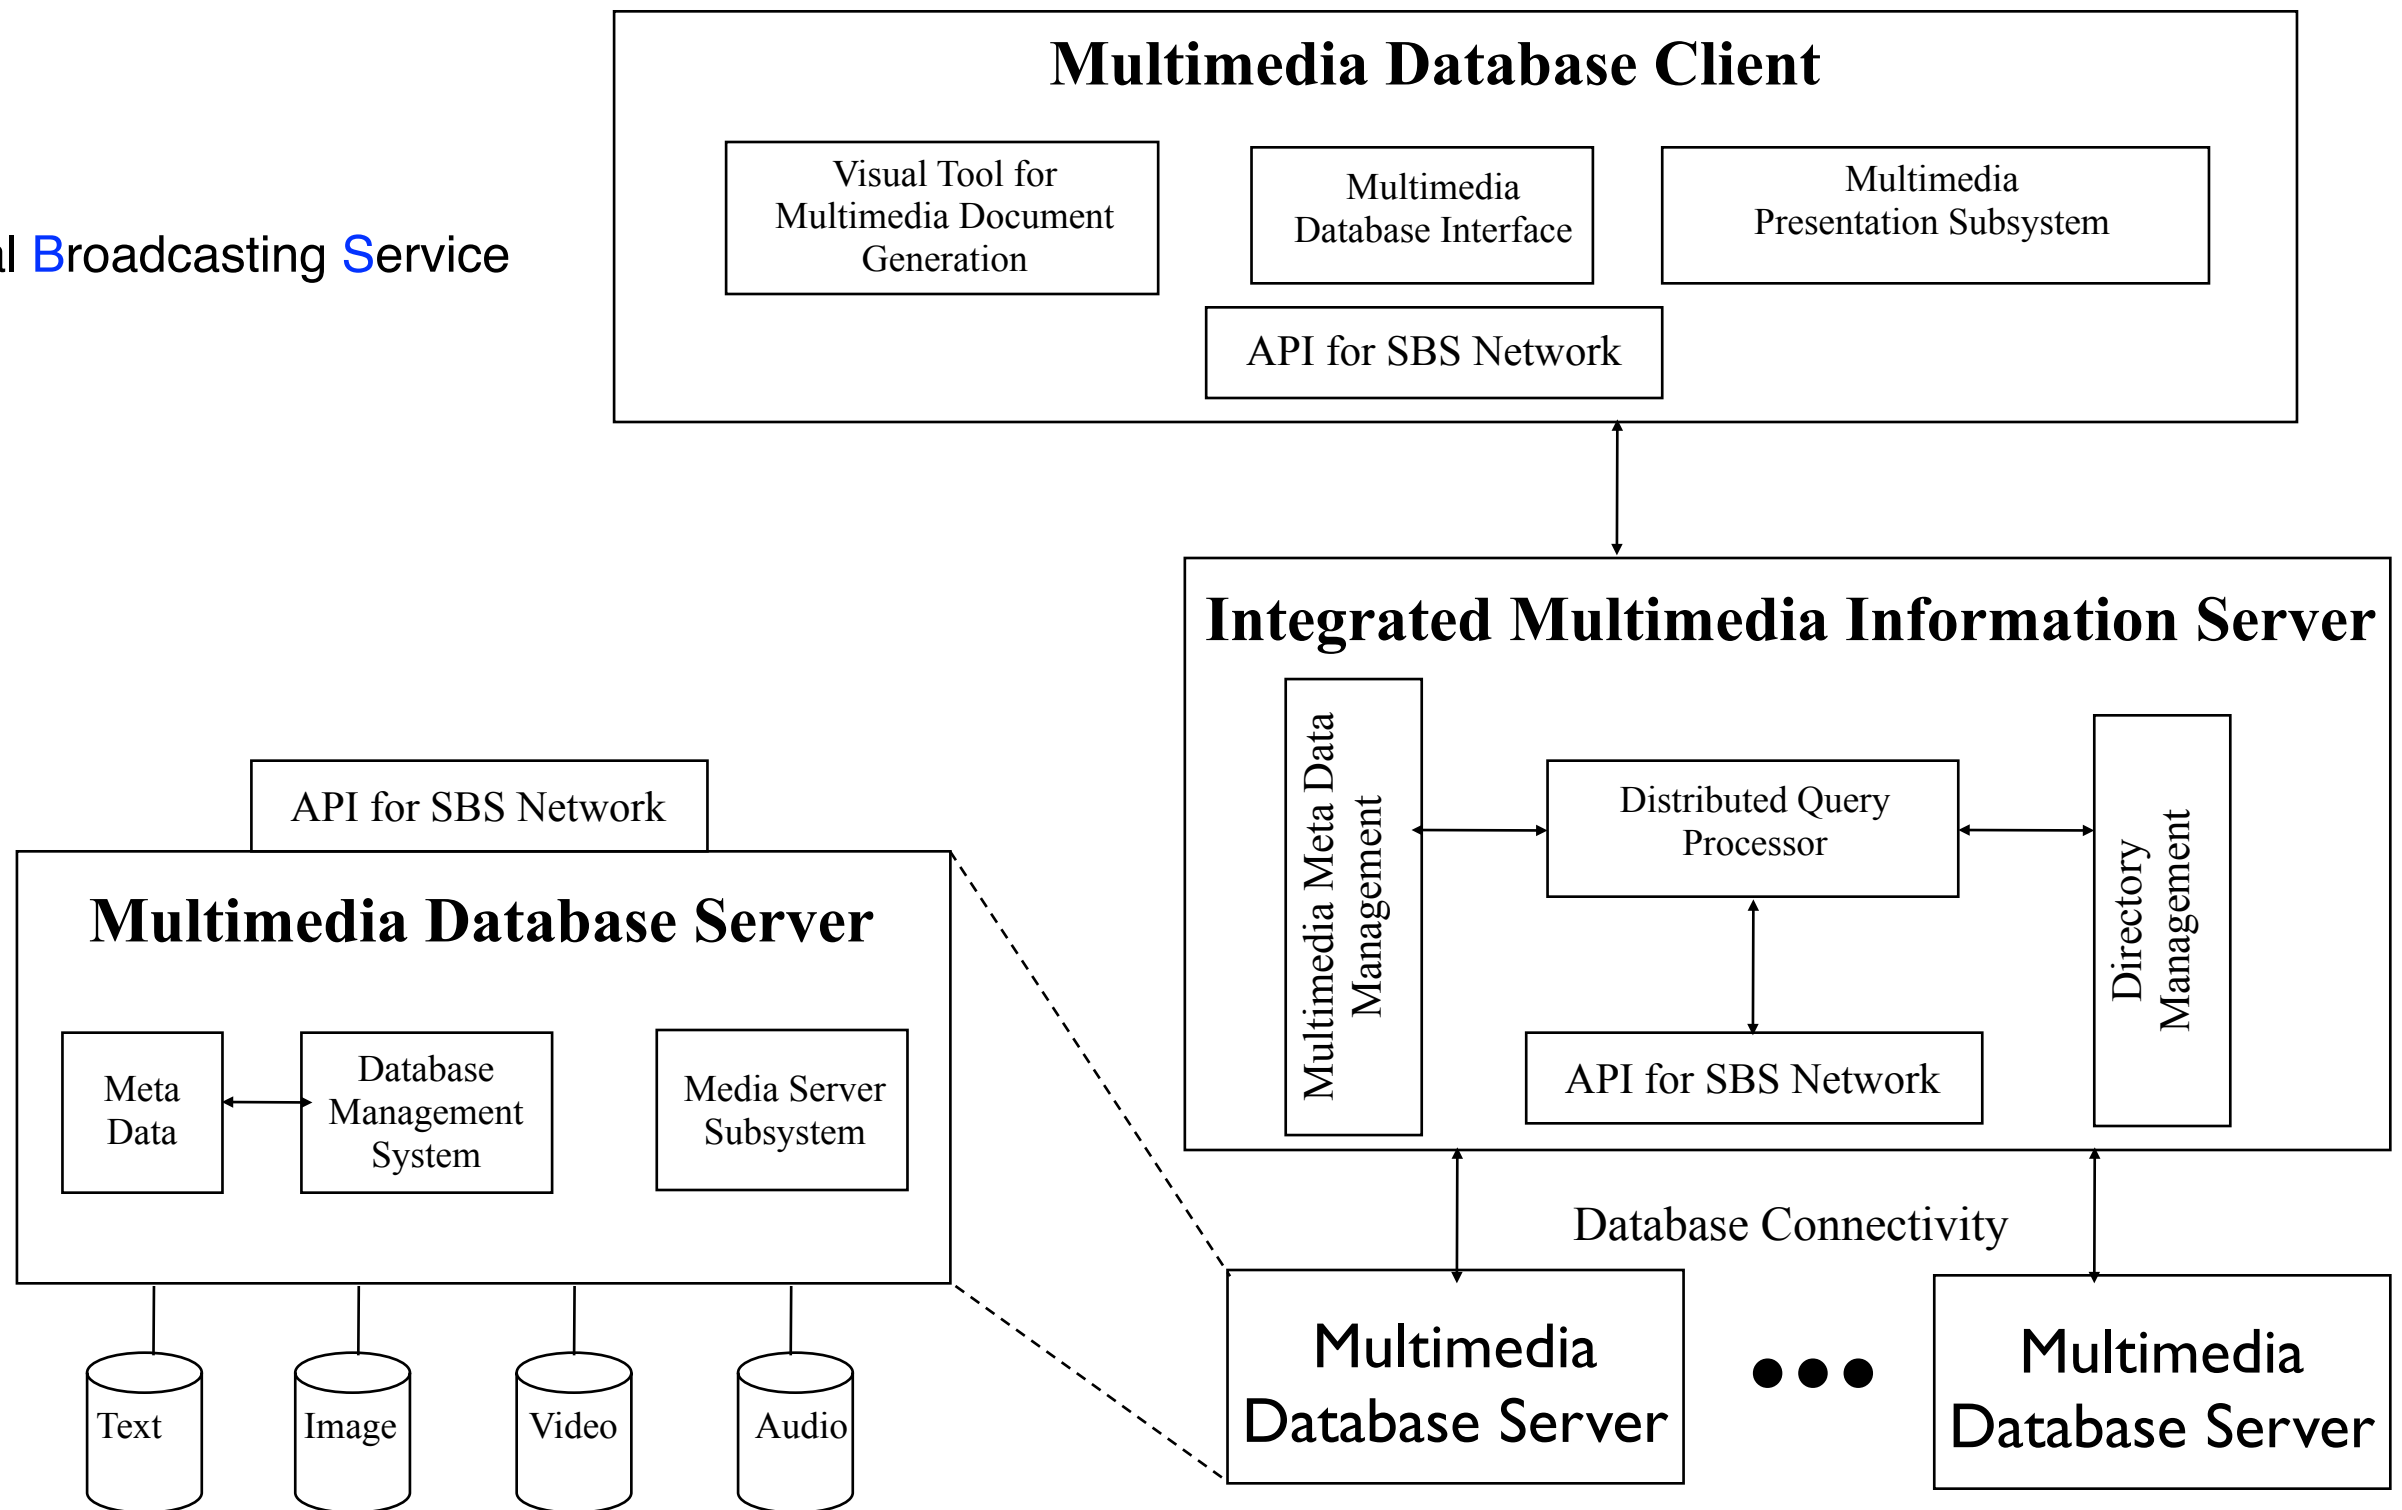 Multimedia Database Client
Visual Tool for
Multimedia Document
Generation
Multimedia
Database Interface
Multimedia
Presentation Subsystem
Broadcasting Service
API for SBS Network
Integrated Multimedia Information Server
Multimedia Meta Data
Management
Distributed Query
Processor
Directory
Management
API for SBS Network
API for SBS Network
Multimedia Database Server
Meta
Data
Database
Management
System
Media Server
Subsystem
Database Connectivity
Text
Image
Video
Audio
Multimedia
Database Server
•••
Multimedia
Database Server